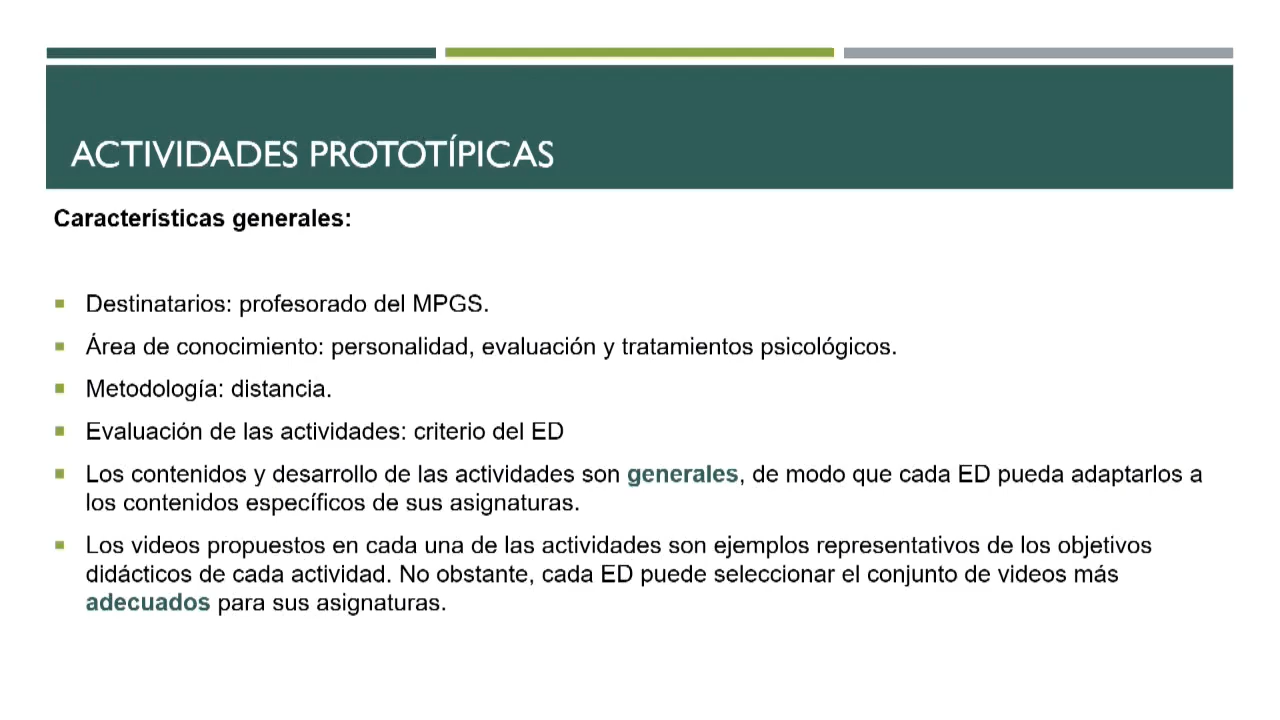 ACTIVIDADES PROTOTÍPICAS
Características generales:
Destinatarios: profesorado del MPGS.
Área de conocimiento: personalidad, evaluación y tratamientos psicológicos.
Metodología: distancia.
Evaluación de las actividades: criterio del ED
Los contenidos y desarrollo de las actividades son generales, de modo que cada ED pueda adaptarlos a
los contenidos específicos de sus asignaturas.
Los videos propuestos en cada una de las actividades son ejemplos representativos de los objetivos
didácticos de cada actividad. No obstante, cada ED puede seleccionar el conjunto de videos más
adecuados para sus asignaturas.